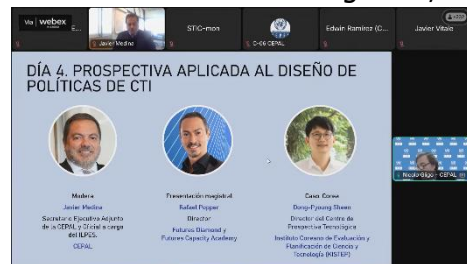 Via webex
Javier Medina
STIC-mon
C-06 CEPAL
Edwin Ramirez (C...
Javier Vitale
DÍA 4. PROSPECTIVA APLICADA AL DISEÑO DE
POLÍTICAS DE CTI
Modera
Javier Medina
Secretario Ejecutivo Adjunto
de la CEPAL y Oficial a cargo
del ILPES.
CEPAL
Presentación magistral
Rafael Popper
Director
Futures Diamond y
Futures Capacity Academy
Caso Corea
Dong-Pyoung Sheen
Director del Centro de
Prospectiva Tecnológica
Instituto Coreano de Evaluación y
Planificación de Ciencia y
Tecnología (KISTEP)
Nicolo Gligo - CEPAL